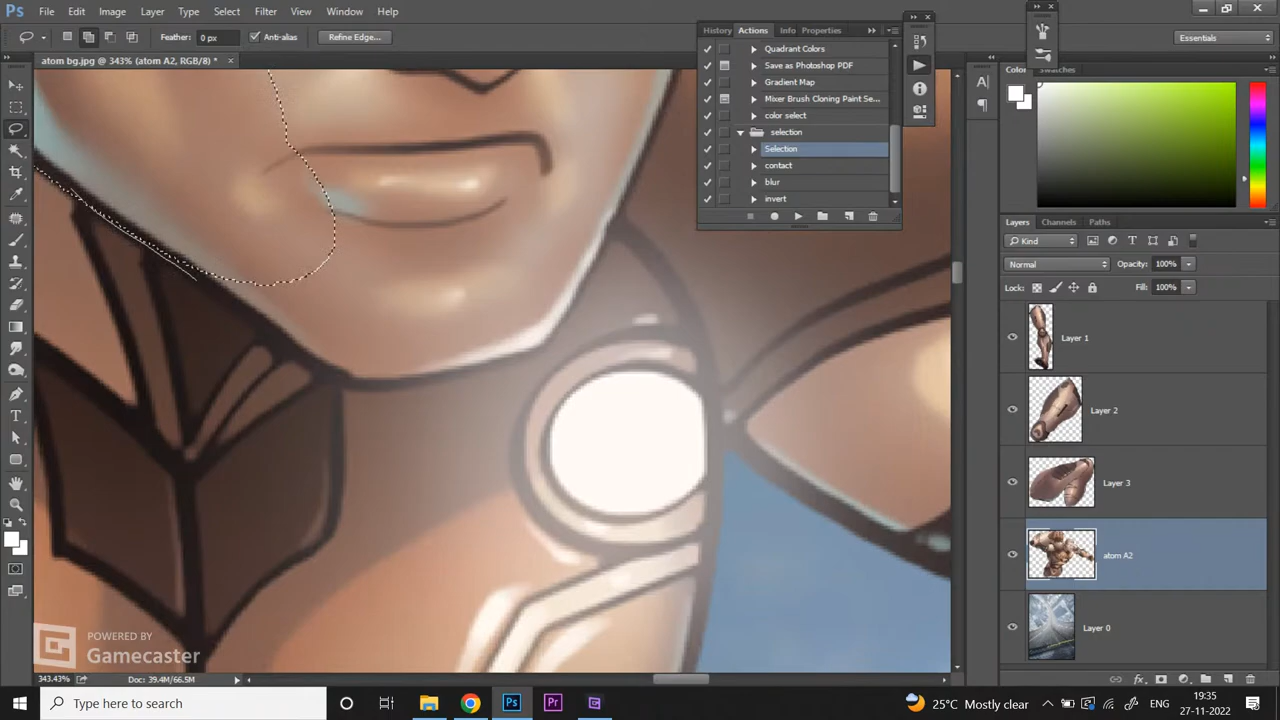 Ps File Edit Image Layer Type Select Filter View Window Help
Feather: 0 px Anti-alias Refine Edge... Essentials
atom bg.jpg @ 343% (atom A2, RGB/8) * ×
History Actions Info Properties
Quadrant Colors
Save as Photoshop PDF
Gradient Map
Mixer Brush Cloning Paint Se...
color select
selection
Selection
contact
blur
invert
Color Swatches
Layers Channels Paths
Kind
Normal Opacity: 100%
Lock: Fill: 100%
Layer 1
Layer 2
Layer 3
atom A2
Layer 0
POWERED BY
Gamecaster
343.43% Doc: 39.4M/66.5M
Type here to search
Ps Pr
25°C Mostly clear ENG 19:35
27-11-2022